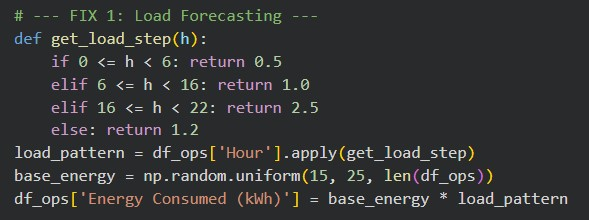 # --- FIX 1: Load Forecasting ---
def get_load_step(h):
    if 0 <= h < 6: return 0.5
    elif 6 <= h < 16: return 1.0
    elif 16 <= h < 22: return 2.5
    else: return 1.2
load_pattern = df_ops['Hour'].apply(get_load_step)
base_energy = np.random.uniform(15, 25, len(df_ops))
df_ops['Energy Consumed (kWh)'] = base_energy * load_pattern